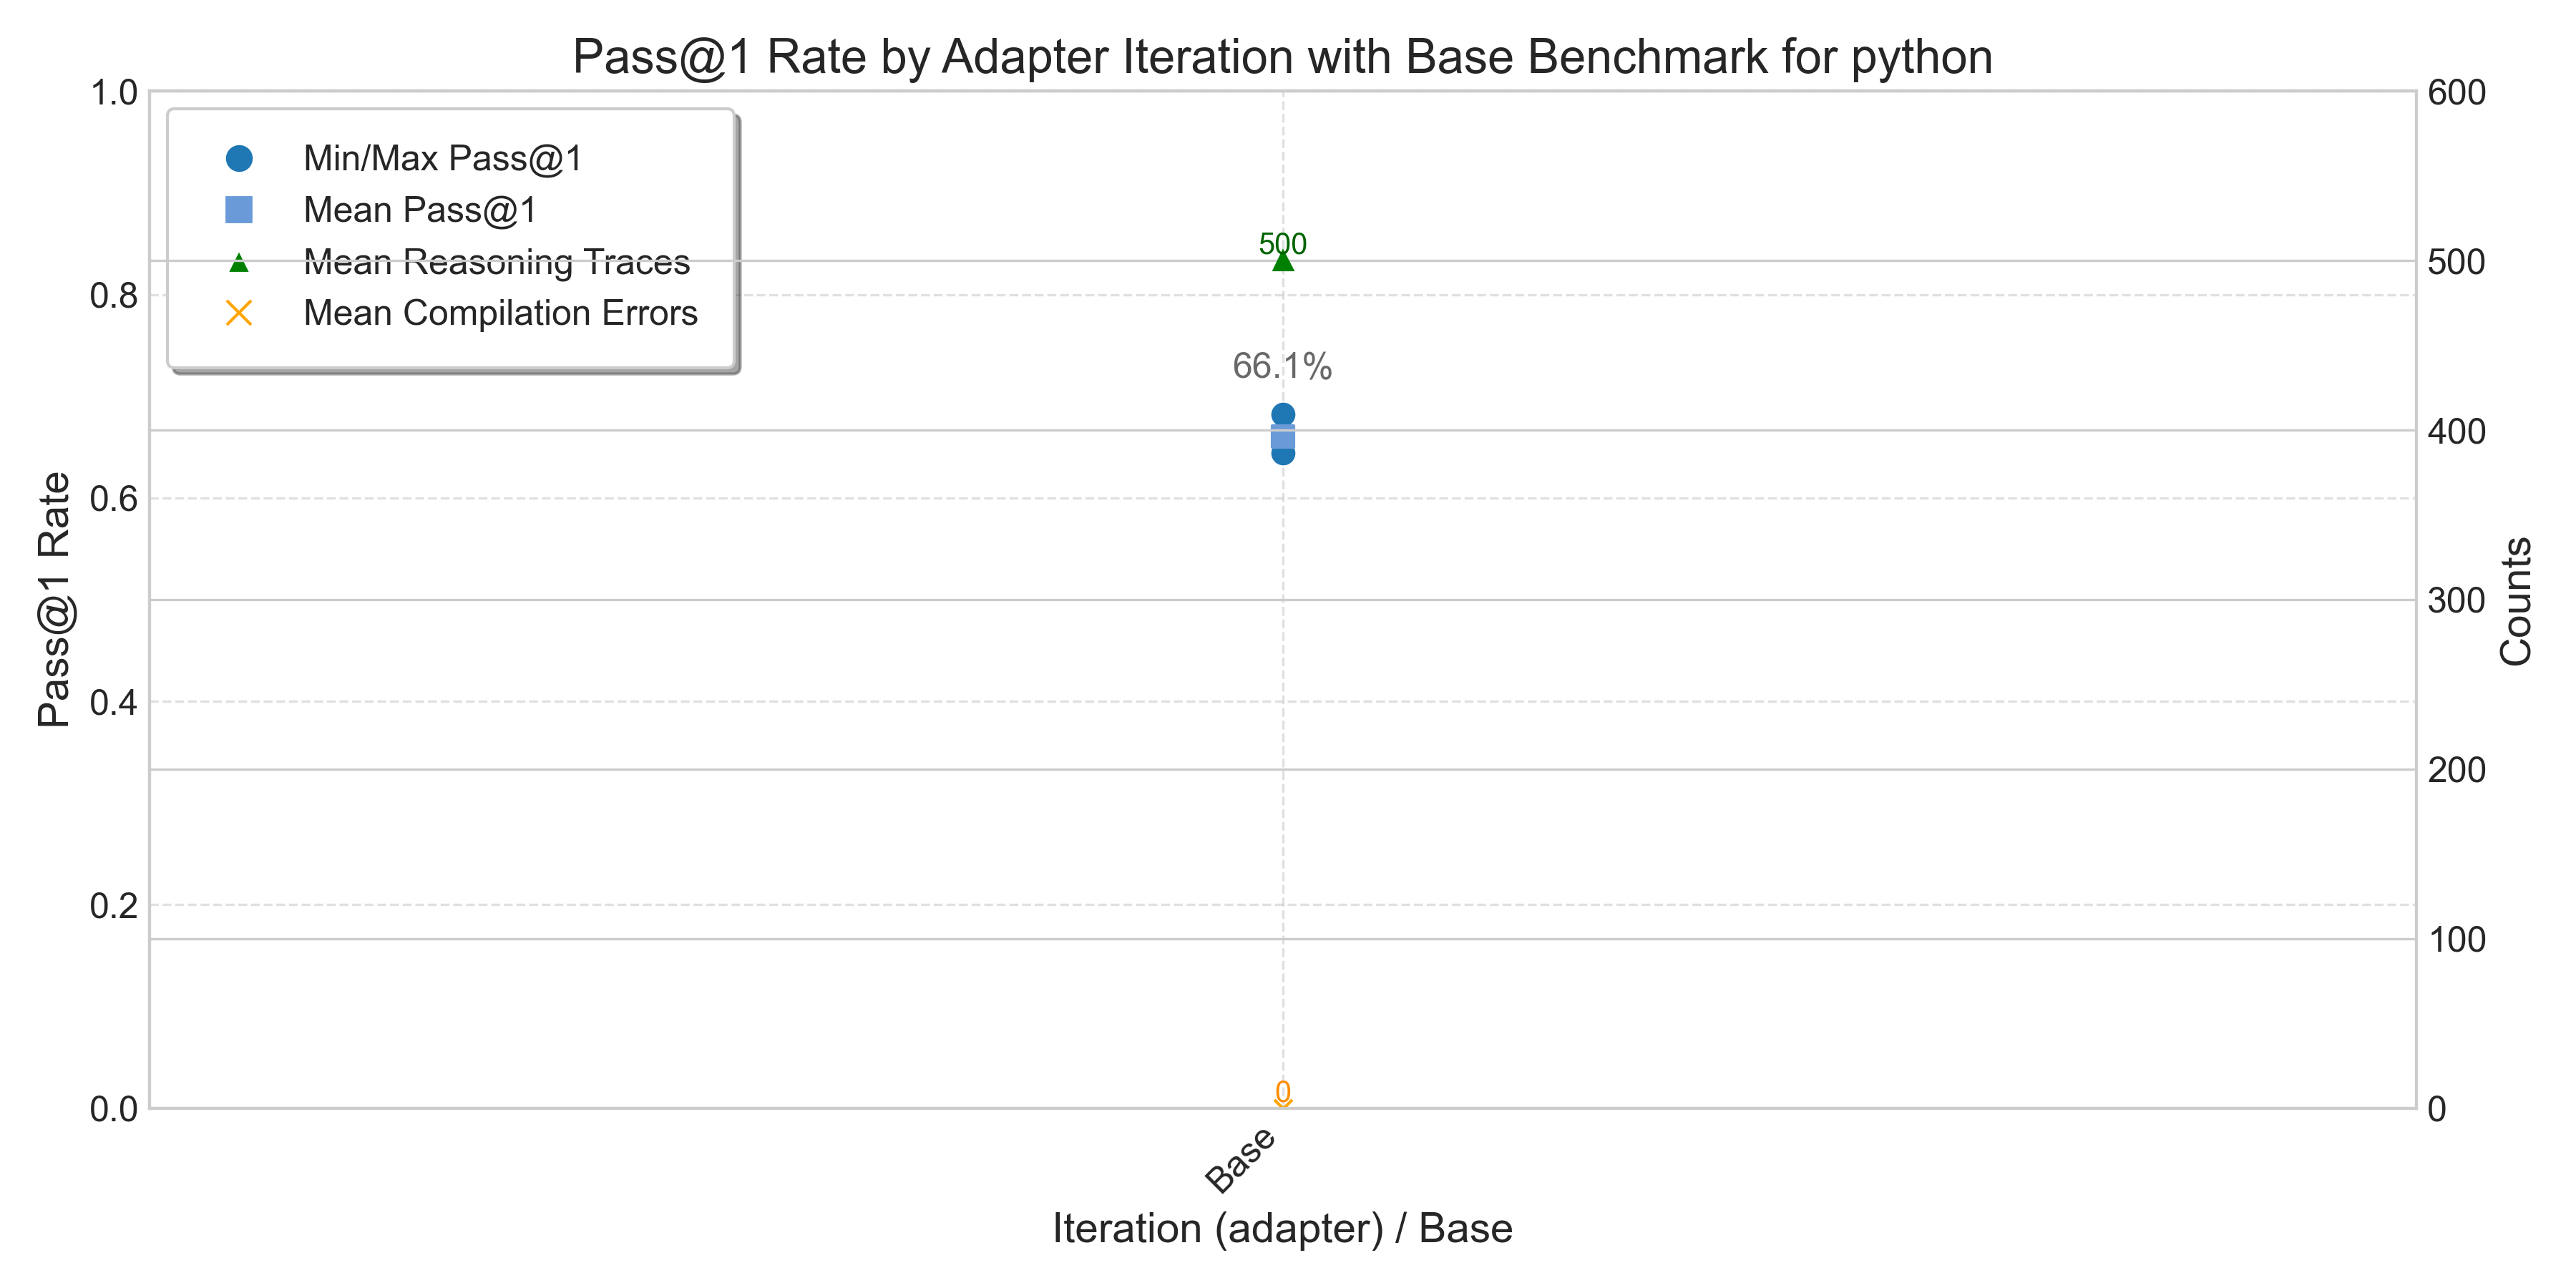 Pass@1 Rate by Adapter Iteration with Base Benchmark for python
1.0
0.8
0.6
0.4
0.2
0.0
Pass@1 Rate
Min/Max Pass@1
Mean Pass@1
Mean Reasoning Traces
Mean Compilation Errors
500
66.1%
0
600
500
400
300
200
100
0
Counts
Base
Iteration (adapter) / Base